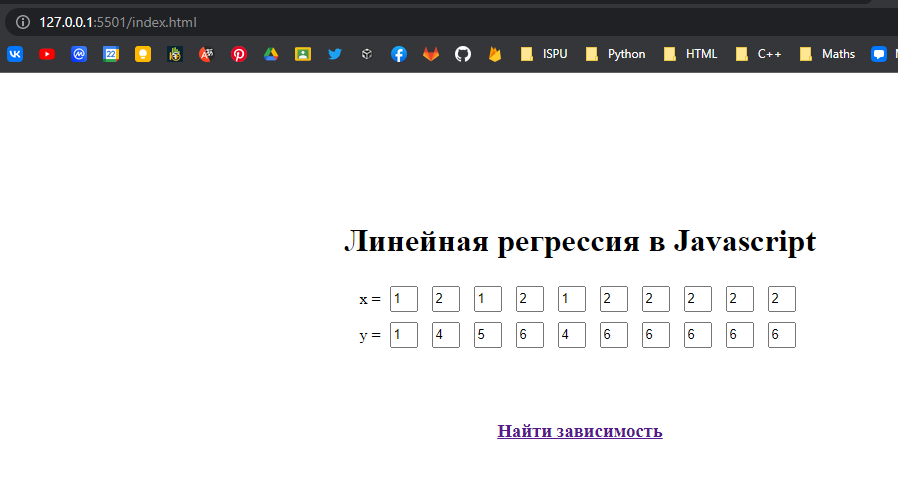 127.0.0.1:5501/index.html
22 ISPU Python HTML C++ Maths
Линейная регрессия в Javascript
x = 1 2 1 2 1 2 2 2 2 2
y = 1 4 5 6 4 6 6 6 6 6
Найти зависимость